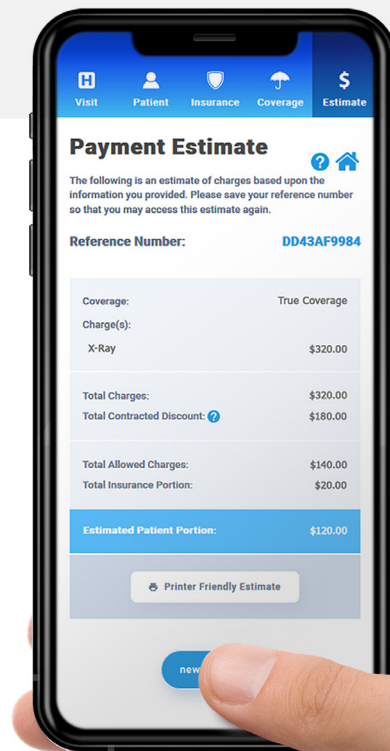 H
Visit Patient Insurance Coverage $ Estimate
Payment Estimate
?
The following is an estimate of charges based upon the
information you provided. Please save your reference number
so that you may access this estimate again.
Reference Number: DD43AF9984
Coverage: True Coverage
Charge(s):
X-Ray $320.00
Total Charges: $320.00
Total Contracted Discount: ? $180.00
Total Allowed Charges: $140.00
Total Insurance Portion: $20.00
Estimated Patient Portion: $120.00
Printer Friendly Estimate
new